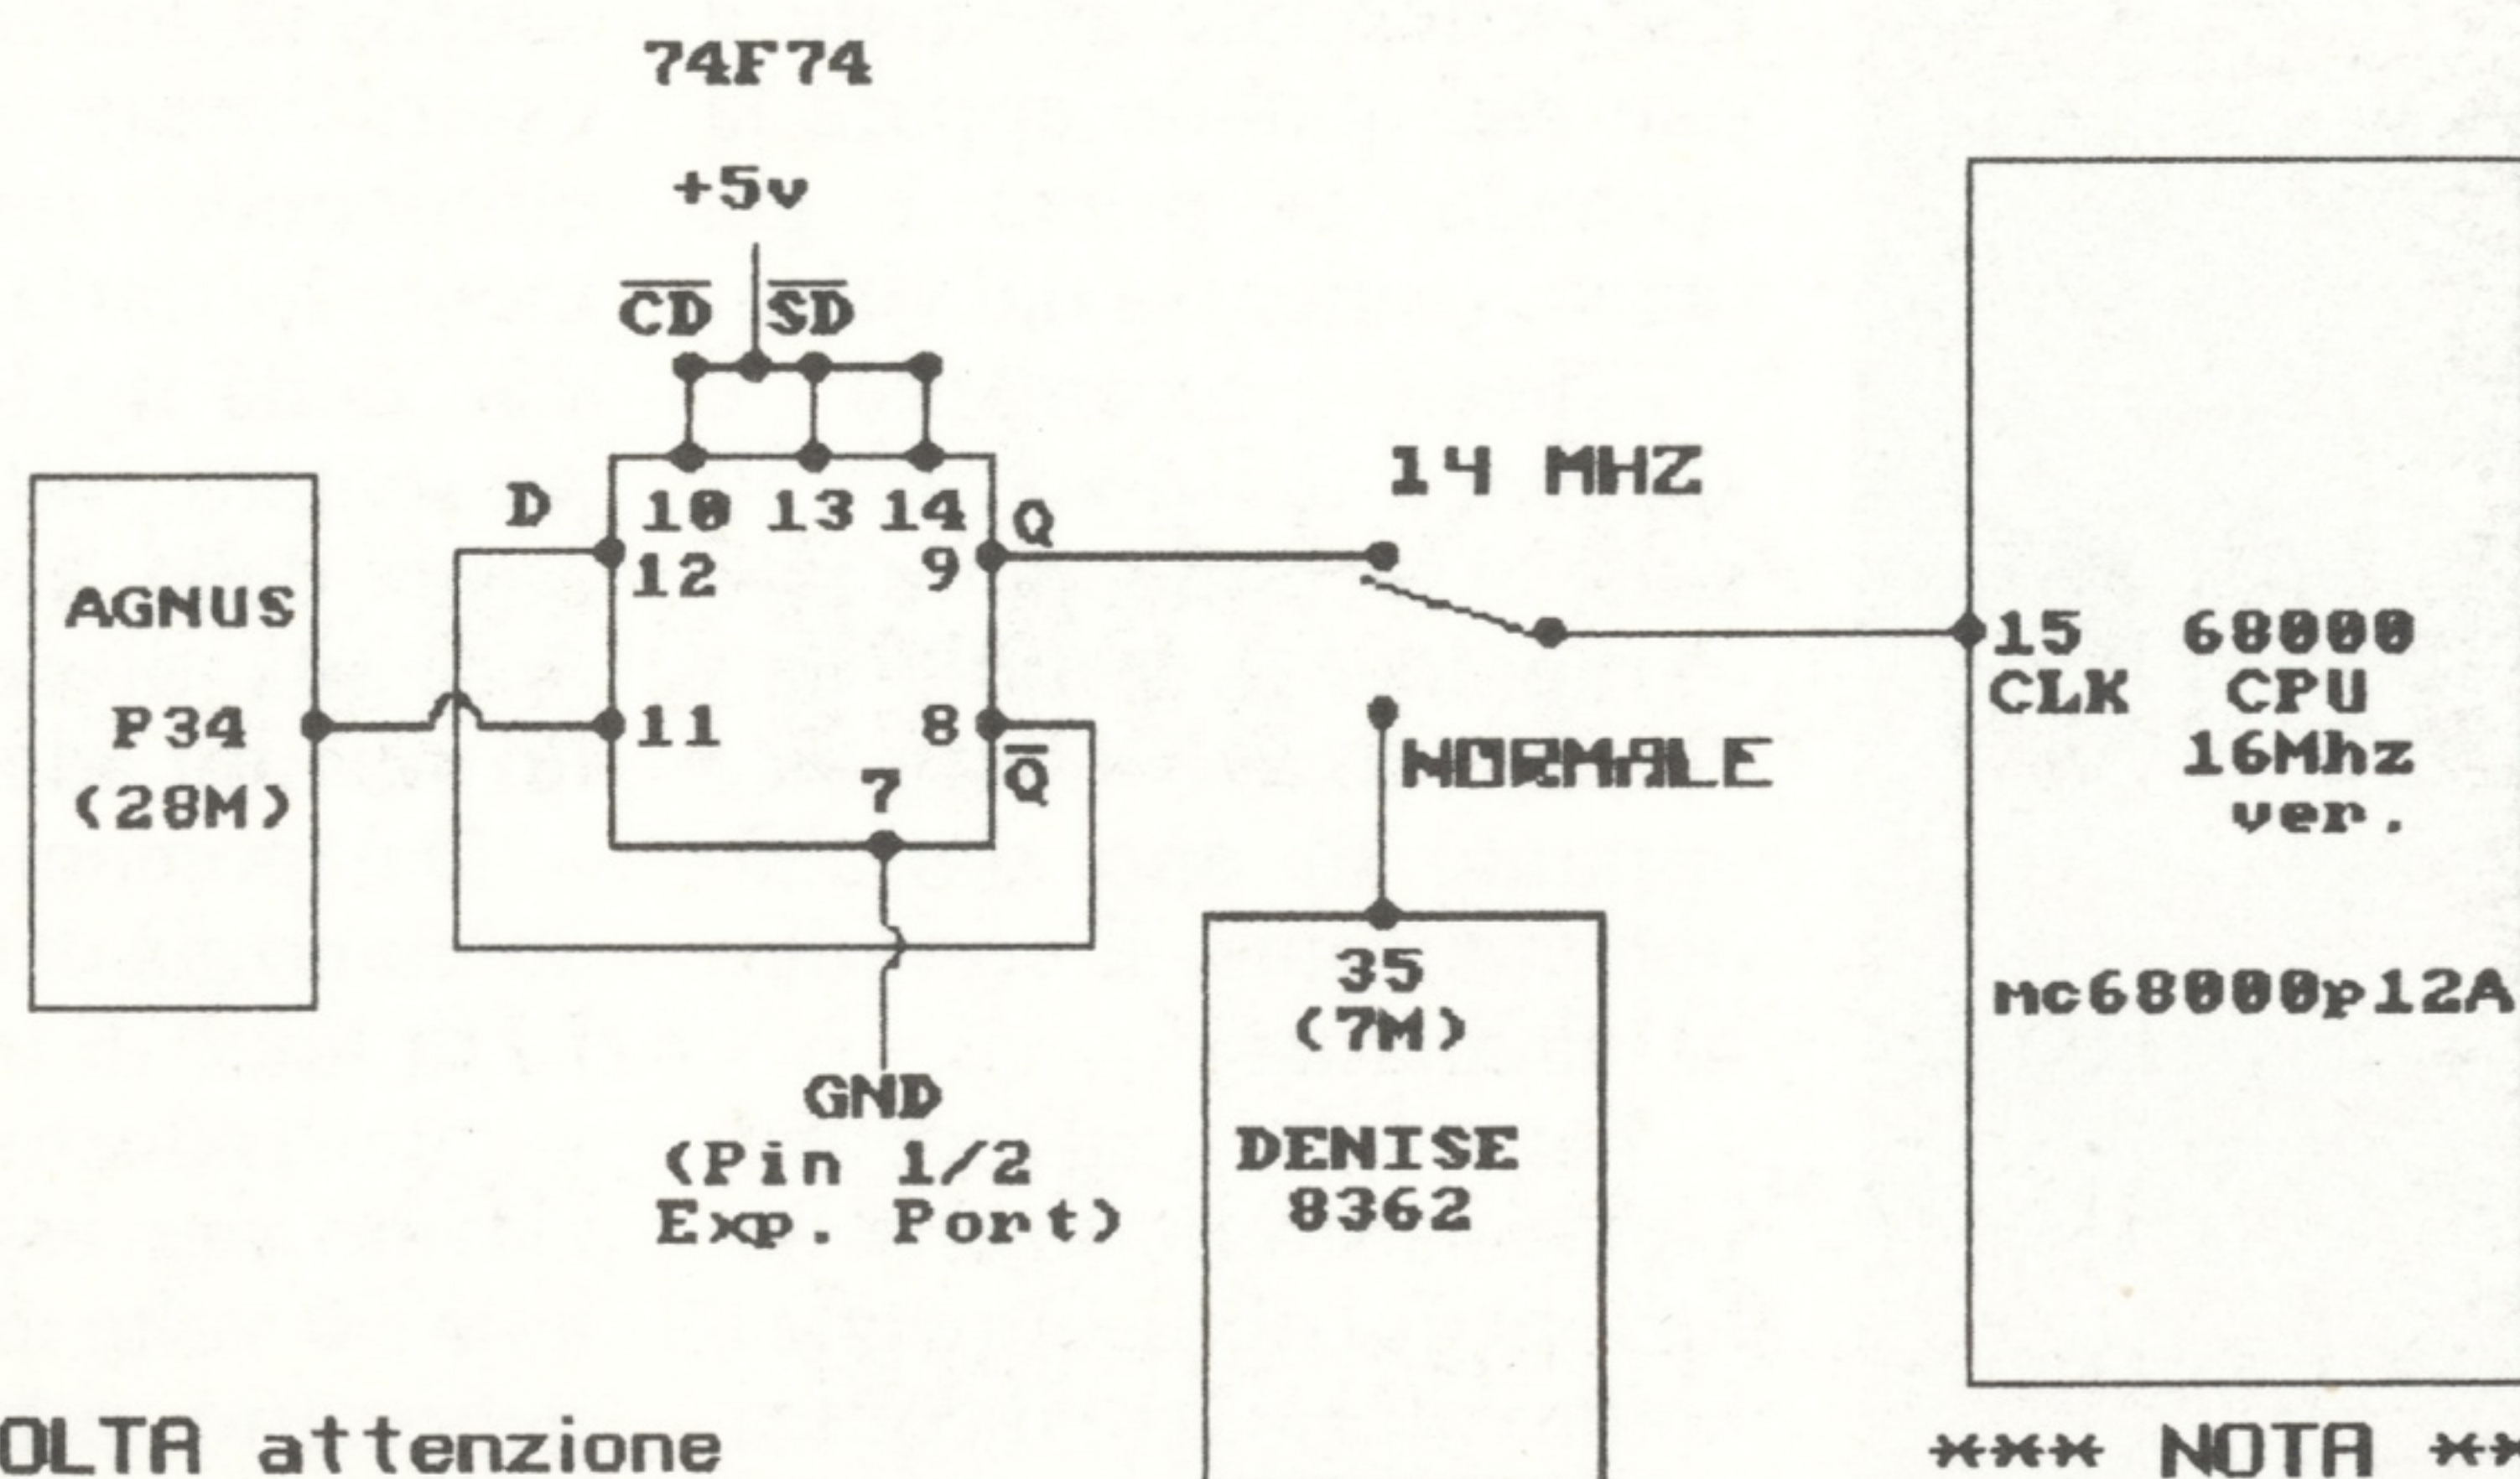 74F74
+5v
CD SD
14 MHZ
D 10 13 14 Q
12 9
AGNUS
P34
(28M)
11 8
7 Q
NORMALE
15 68000
CLK CPU
16Mhz
ver.
35
(7M)
mc68000p12A
GND
(Pin 1/2
Exp. Port)
DENISE
8362
OLTA attenzione
*** NOTA **